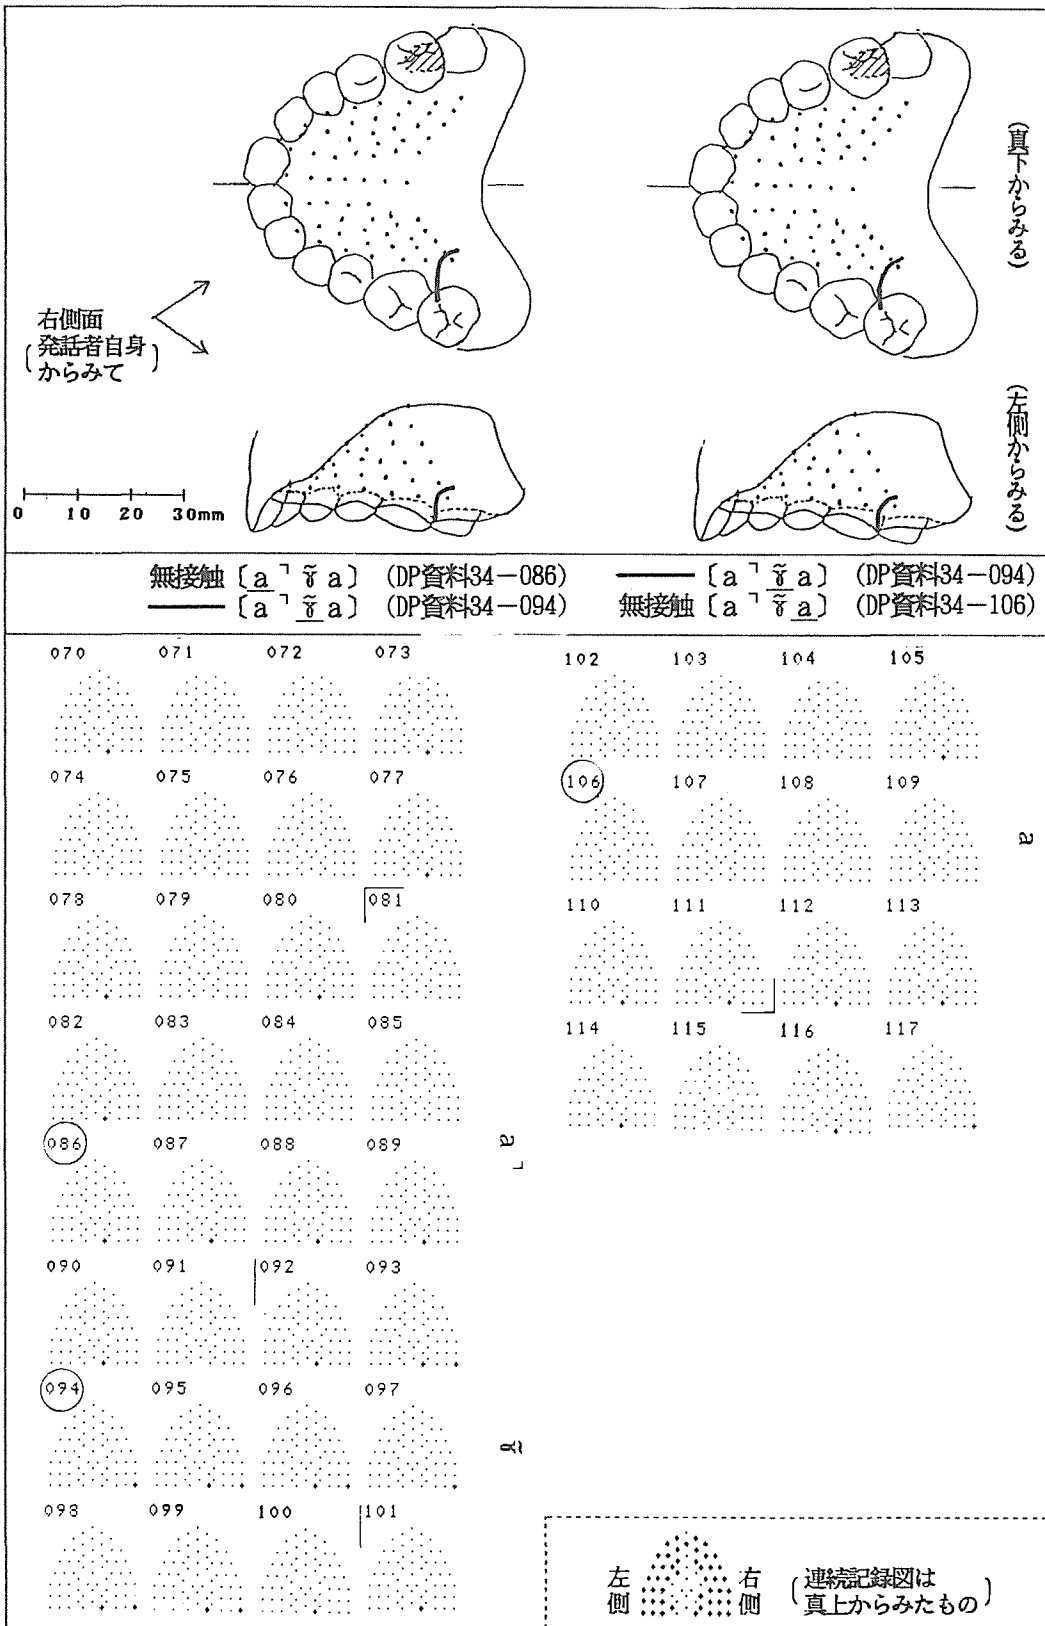 (真下からみる)
右側面
(発話者自身
からみて)
(左側からみる)
0 10 20 30mm
無接触 [a ㄱ ɣ̃ a] (DP資料34-086)
[a ㄱ ɣ̃ a] (DP資料34-094)
[a ㄱ ɣ̃ a] (DP資料34-094)
無接触 [a ㄱ ɣ̃ a] (DP資料34-106)
070 071 072 073
074 075 076 077
078 079 080 081
082 083 084 085
086 087 088 089
a ㄱ
090 091 092 093
094 095 096 097
ɣ̃
098 099 100 101
102 103 104 105
106 107 108 109
a
110 111 112 113
114 115 116 117
左側
右側
(連続記録図は
真上からみたもの)